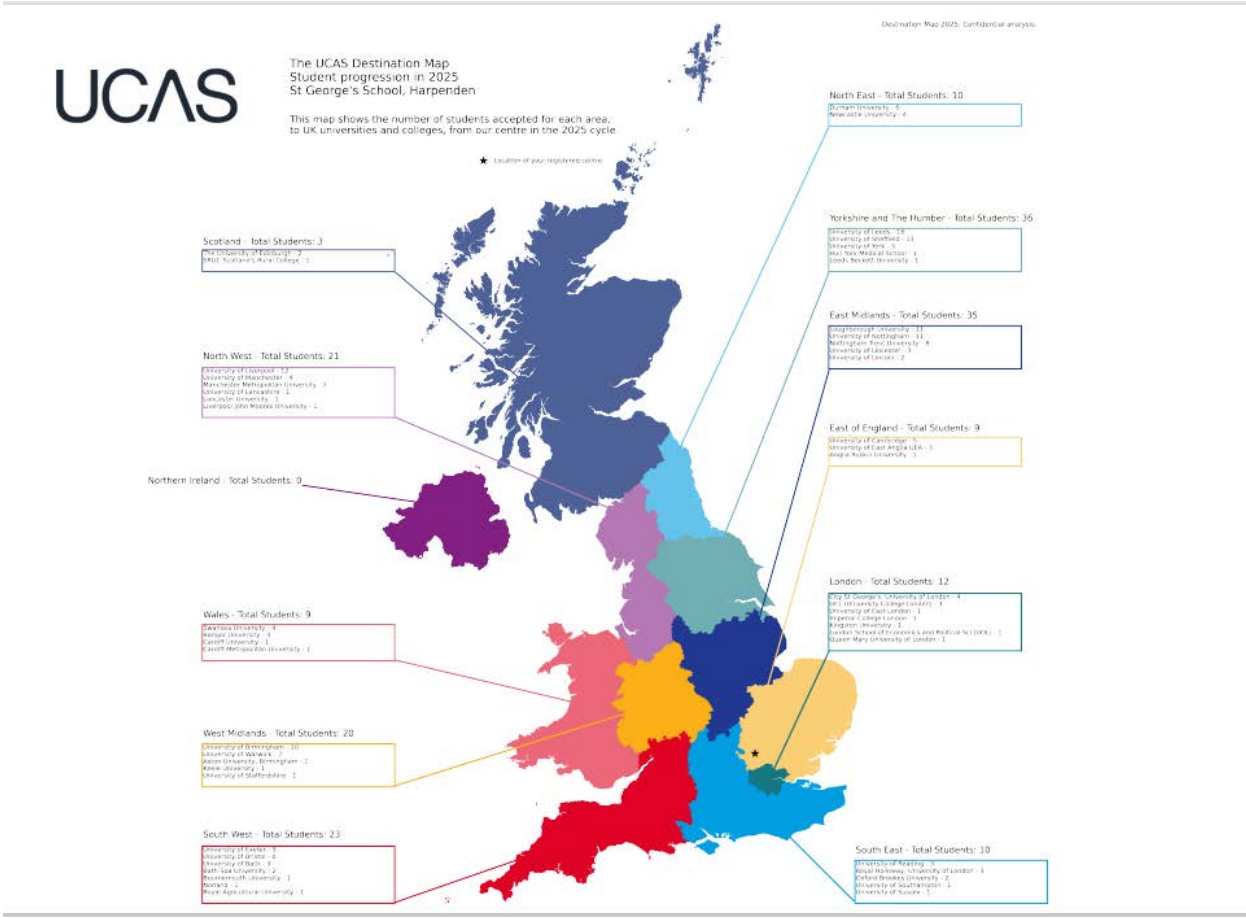 Destination Map 2025. Confidential analysis.
UCAS
The UCAS Destination Map
Student progression in 2025
St George's School, Harpenden
This map shows the number of students accepted for each area,
to UK universities and colleges, from our centre in the 2025 cycle.
★ Location of your registered centre
North East - Total Students: 10
Durham University - 6
Newcastle University - 4
Yorkshire and The Humber - Total Students: 36
University of Leeds - 16
University of Sheffield - 13
University of York - 5
Hull York Medical School - 1
Leeds Beckett University - 1
Scotland - Total Students: 3
The University of Edinburgh - 2
SRUC Scotland's Rural College - 1
East Midlands - Total Students: 35
Loughborough University - 11
University of Nottingham - 11
Nottingham Trent University - 8
University of Leicester - 3
University of Lincoln - 2
North West - Total Students: 21
University of Liverpool - 12
University of Manchester - 4
Manchester Metropolitan University - 2
University of Lancashire - 1
Lancaster University - 1
Liverpool John Moores University - 1
East of England - Total Students: 9
University of Cambridge - 5
University of East Anglia UEA - 3
Anglia Ruskin University - 1
Northern Ireland - Total Students: 0
London - Total Students: 12
City St George's, University of London - 4
UCL (University College London) - 3
University of East London - 1
Imperial College London - 1
Kingston University - 1
London School of Economics and Political Sci (UOL) - 1
Queen Mary University of London - 1
Wales - Total Students: 9
Swansea University - 4
Bangor University - 3
Cardiff University - 1
Cardiff Metropolitan University - 1
West Midlands - Total Students: 20
University of Birmingham - 10
University of Warwick - 7
Aston University, Birmingham - 1
Keele University - 1
University of Staffordshire - 1
South West - Total Students: 23
University of Exeter -
University of Bristol -
University of Bath - 3
Bath Spa University - 2
Bournemouth University - 1
Norland - 1
Royal Agricultural University - 1
South East - Total Students: 10
University of Reading - 3
Royal Holloway, University of London - 3
Oxford Brookes University - 2
University of Southampton - 1
University of Sussex - 1